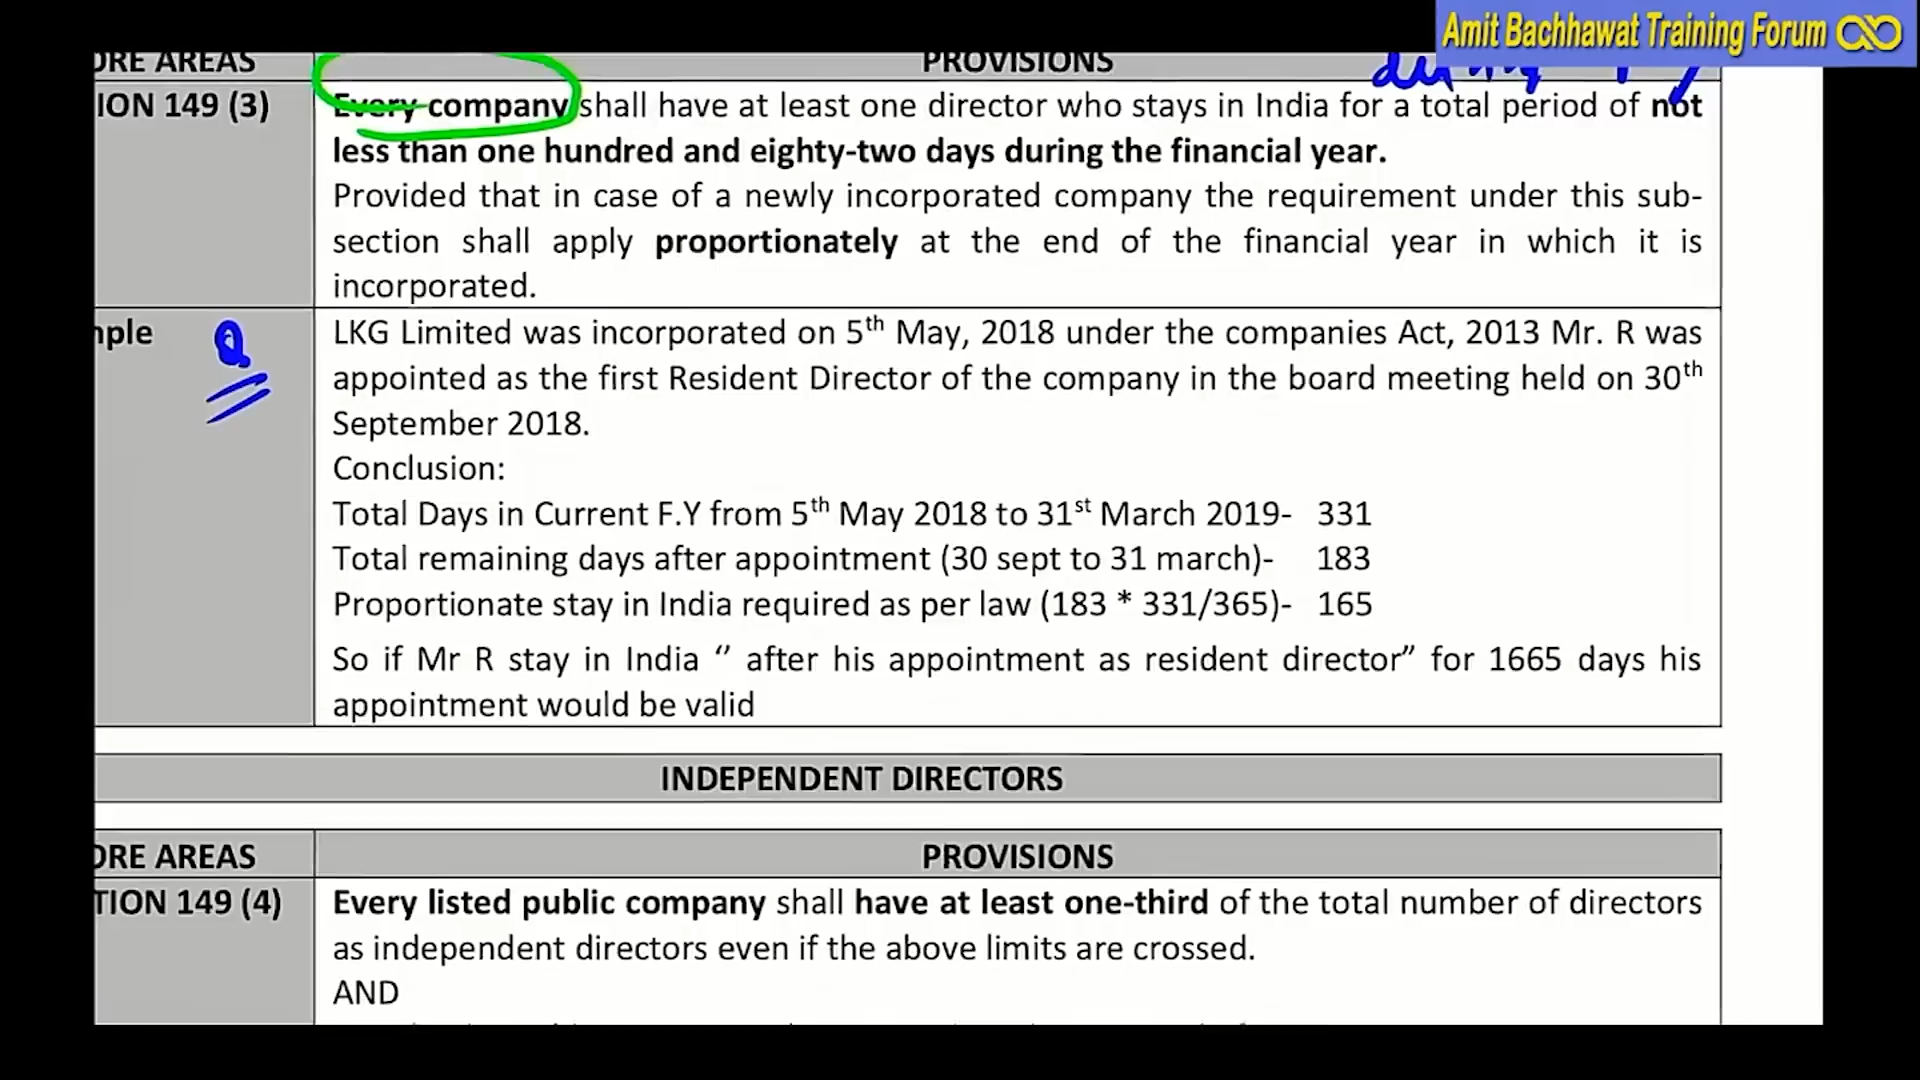 Amit Bachhawat Training Forum
ORE AREAS PROVISIONS
ION 149 (3) Every company shall have at least one director who stays in India for a total period of not
less than one hundred and eighty-two days during the financial year.
Provided that in case of a newly incorporated company the requirement under this sub-
section shall apply proportionately at the end of the financial year in which it is
incorporated.
nple Q LKG Limited was incorporated on 5th May, 2018 under the companies Act, 2013 Mr. R was
appointed as the first Resident Director of the company in the board meeting held on 30th
September 2018.
Conclusion:
Total Days in Current F.Y from 5th May 2018 to 31st March 2019- 331
Total remaining days after appointment (30 sept to 31 march)- 183
Proportionate stay in India required as per law (183 * 331/365)- 165
So if Mr R stay in India ‘’ after his appointment as resident director” for 1665 days his
appointment would be valid
INDEPENDENT DIRECTORS
ORE AREAS PROVISIONS
TION 149 (4) Every listed public company shall have at least one-third of the total number of directors
as independent directors even if the above limits are crossed.
AND